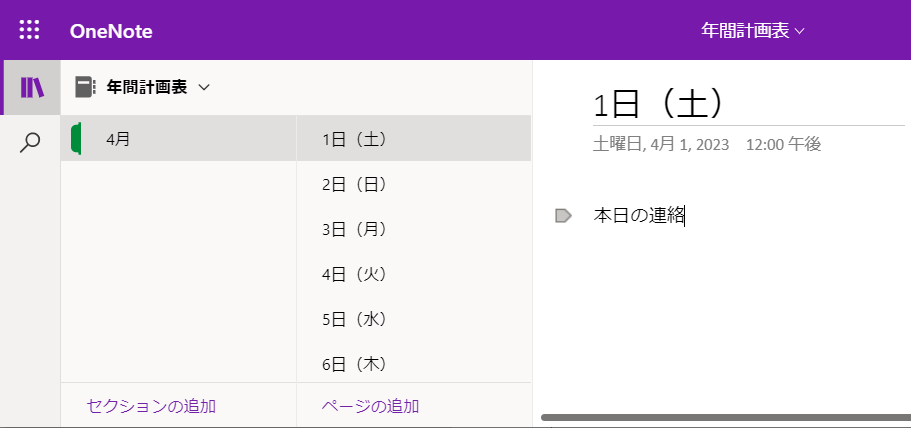 OneNote
年間計画表
年間計画表
4月
1日（土）
2日（日）
3日（月）
4日（火）
5日（水）
6日（木）
セクションの追加
ページの追加
1日（土）
土曜日, 4月 1, 2023 12:00 午後
本日の連絡